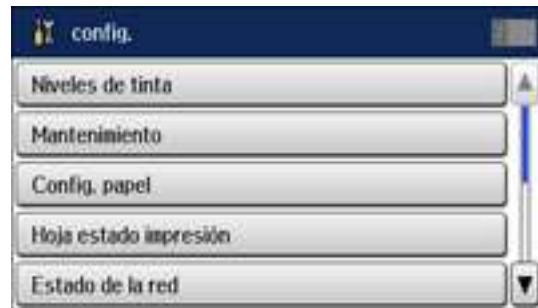 config.
Niveles de tinta
Mantenimiento
Config. papel
Hoja estado impresión
Estado de la red